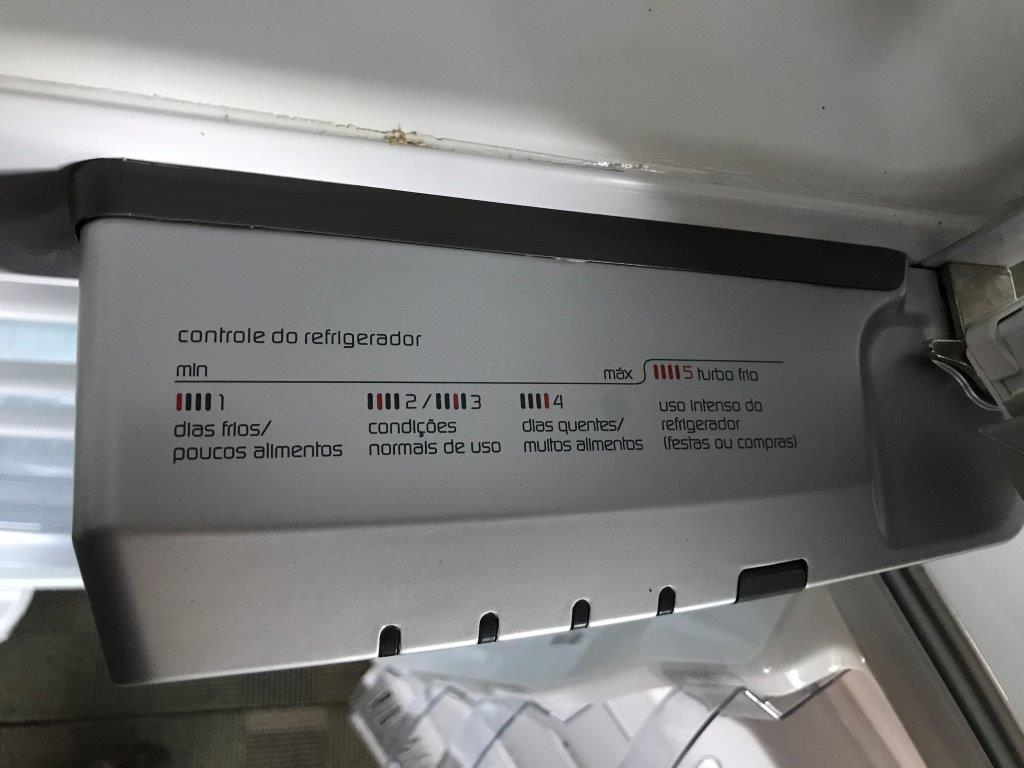 controle do refrigerador
min
máx
5 turbo frio
1
dias frios/
poucos alimentos
2 / 3
condições
normais de uso
4
dias quentes/
muitos alimentos
uso intenso do
refrigerador
(festas ou compras)